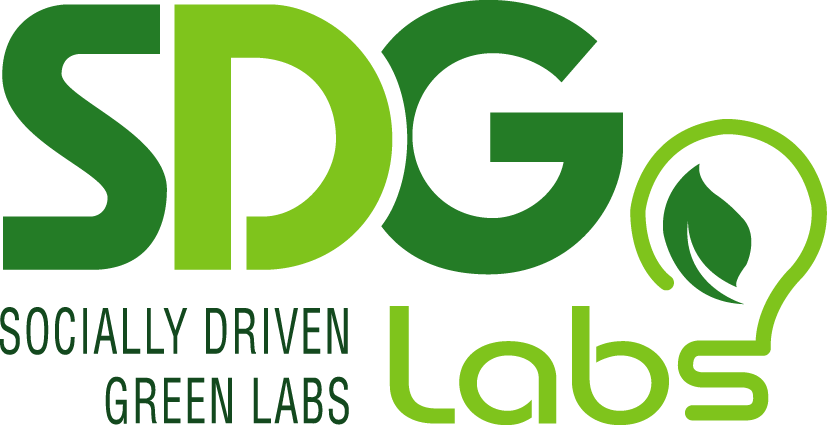 SDG
SOCIALLY DRIVEN
GREEN LABS
Labs